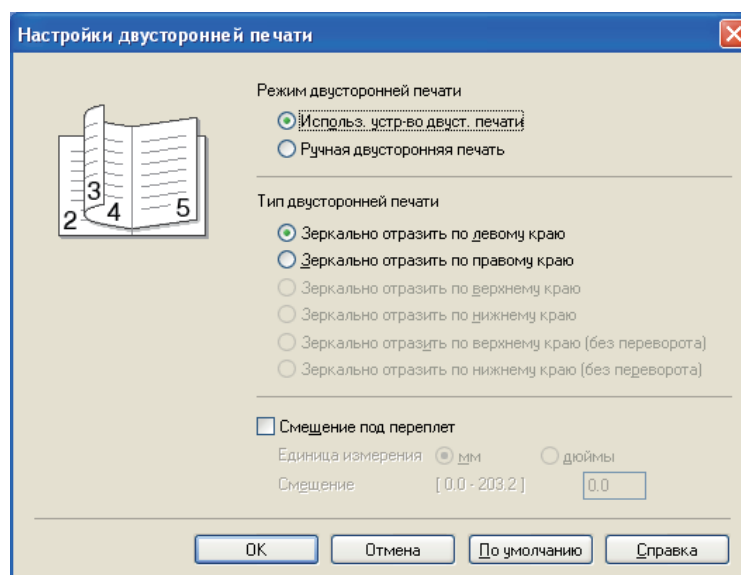 Настройки двусторонней печати
Режим двусторонней печати
Использ. устр-во двуст. печати
Ручная двусторонняя печать
2 3 4 5
Тип двусторонней печати
Зеркально отразить по левому краю
Зеркально отразить по правому краю
Зеркально отразить по верхнему краю
Зеркально отразить по нижнему краю
Зеркально отразить по верхнему краю (без переворота)
Зеркально отразить по нижнему краю (без переворота)
Смещение под переплет
Единица измерения мм дюймы
Смещение [ 0.0 - 203.2 ] 0.0
OK Отмена По умолчанию Справка